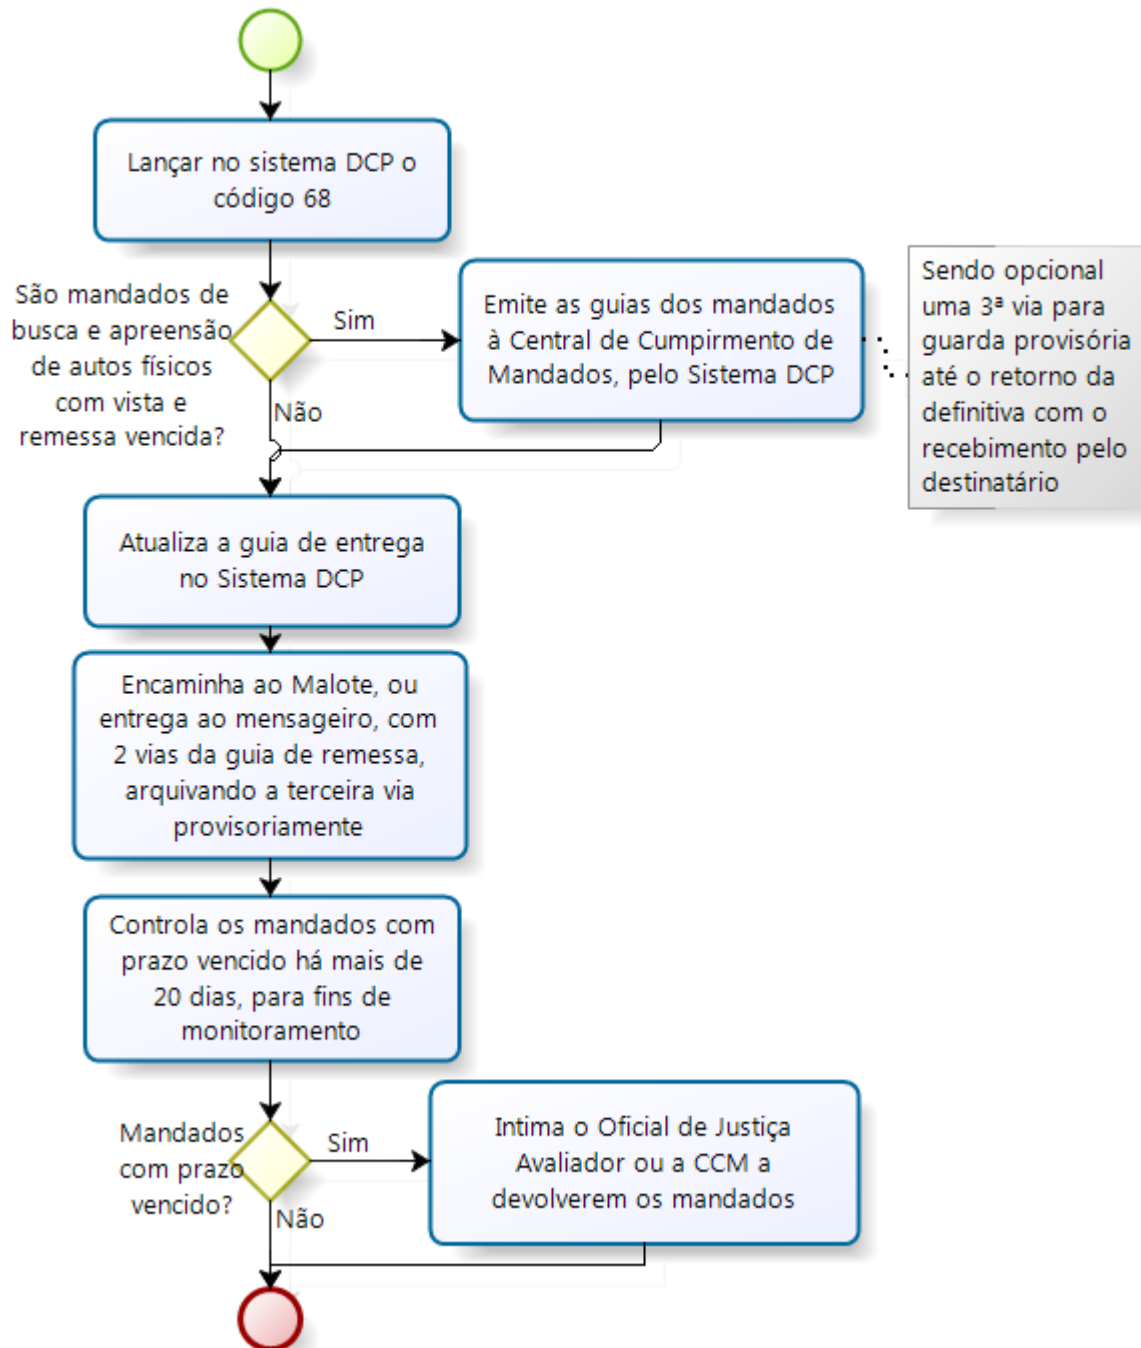 Lançar no sistema DCP o
código 68
São mandados de
busca e apreensão
de autos físicos
com vista e
remessa vencida?
Sim
Não
Emite as guias dos mandados
à Central de Cumpirmento de
Mandados, pelo Sistema DCP
Sendo opcional
uma 3ª via para
guarda provisória
até o retorno da
definitiva com o
recebimento pelo
destinatário
Atualiza a guia de entrega
no Sistema DCP
Encaminha ao Malote, ou
entrega ao mensageiro, com
2 vias da guia de remessa,
arquivando a terceira via
provisoriamente
Controla os mandados com
prazo vencido há mais de
20 dias, para fins de
monitoramento
Mandados
com prazo
vencido?
Sim
Não
Intima o Oficial de Justiça
Avaliador ou a CCM a
devolverem os mandados